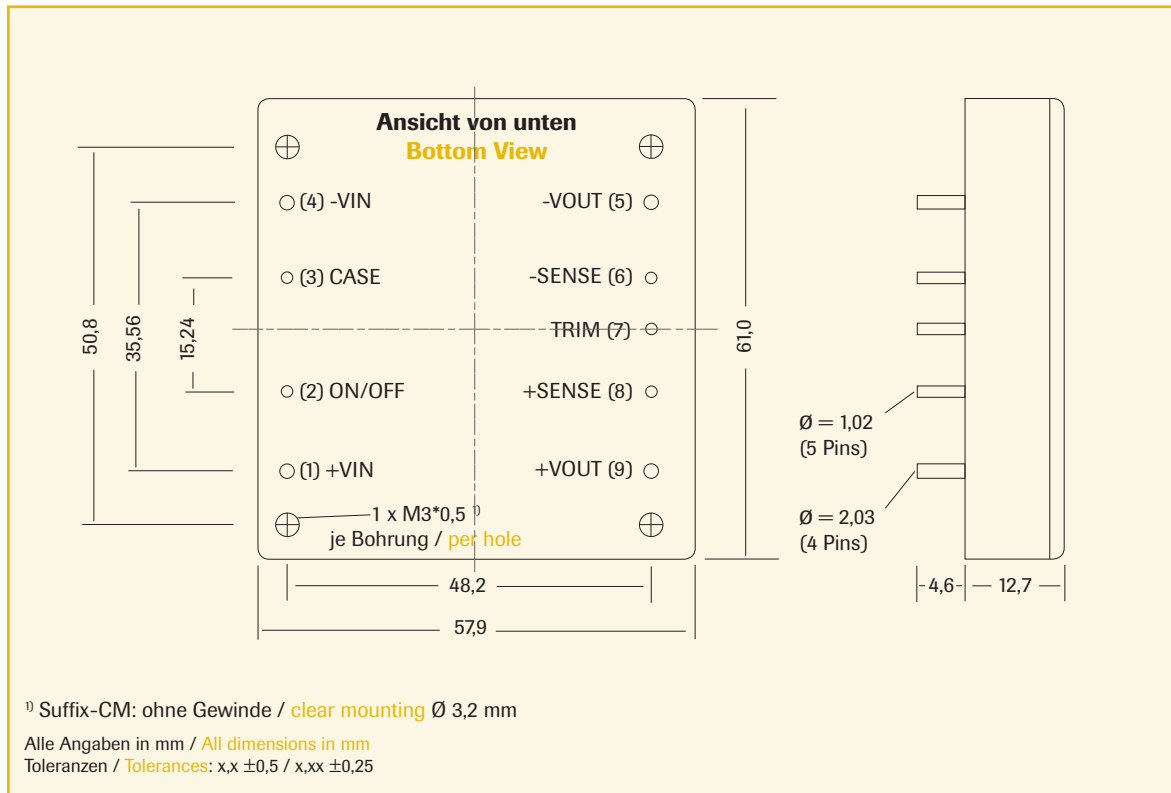 Ansicht von unten
Bottom View
(4) -VIN
-VOUT (5)
(3) CASE
-SENSE (6)
TRIM (7)
(2) ON/OFF
+SENSE (8)
(1) +VIN
+VOUT (9)
1 x M3*0,5 ¹⁾
je Bohrung / per hole
50,8
35,56
15,24
61,0
48,2
57,9
Ø = 1,02
(5 Pins)
Ø = 2,03
(4 Pins)
4,6
12,7
¹⁾ Suffix-CM: ohne Gewinde / clear mounting Ø 3,2 mm
Alle Angaben in mm / All dimensions in mm
Toleranzen / Tolerances: x,x ±0,5 / x,xx ±0,25